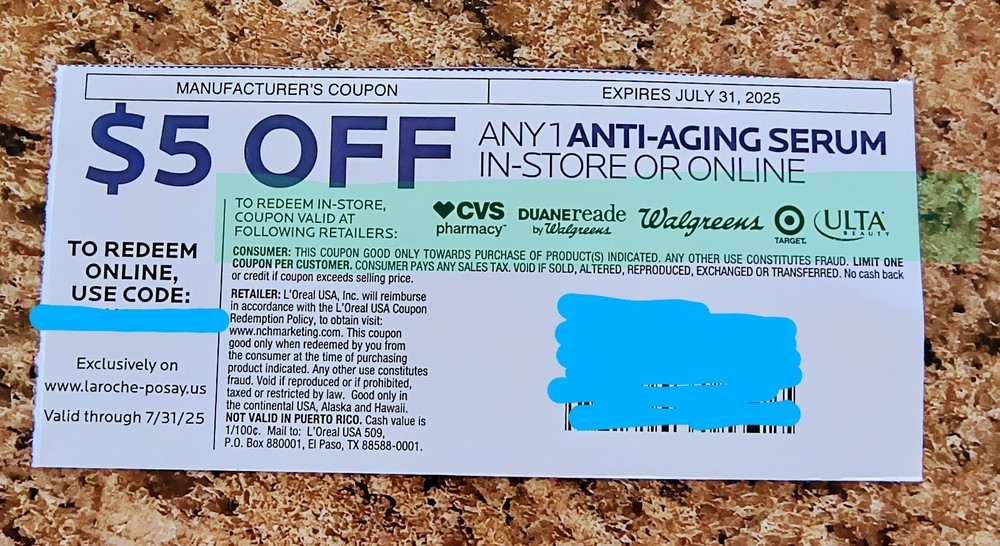 MANUFACTURER'S COUPON
EXPIRES JULY 31, 2025
$5 OFF
ANY 1 ANTI-AGING SERUM
IN-STORE OR ONLINE
TO REDEEM IN-STORE,
COUPON VALID AT
FOLLOWING RETAILERS:
CVS
pharmacy
DUANEreade
by Walgreens
Walgreens
TARGET.
ULTA
BEAUTY
CONSUMER: THIS COUPON GOOD ONLY TOWARDS PURCHASE OF PRODUCT(S) INDICATED. ANY OTHER USE CONSTITUTES FRAUD. LIMIT ONE
COUPON PER CUSTOMER. CONSUMER PAYS ANY SALES TAX. VOID IF SOLD, ALTERED, REPRODUCED, EXCHANGED OR TRANSFERRED. No cash back
or credit if coupon exceeds selling price.
TO REDEEM
ONLINE,
USE CODE:
Exclusively on
www.laroche-posay.us
Valid through 7/31/25
RETAILER: L'Oreal USA, Inc. will reimburse
in accordance with the L'Oreal USA Coupon
Redemption Policy, to obtain visit:
www.nchmarketing.com. This coupon
good only when redeemed by you from
the consumer at the time of purchasing
product indicated. Any other use constitutes
fraud. Void if reproduced or if prohibited,
taxed or restricted by law. Good only in
the continental USA, Alaska and Hawaii.
NOT VALID IN PUERTO RICO. Cash value is
1/100¢. Mail to: L'Oreal USA 509,
P.O. Box 880001, El Paso, TX 88588-0001.